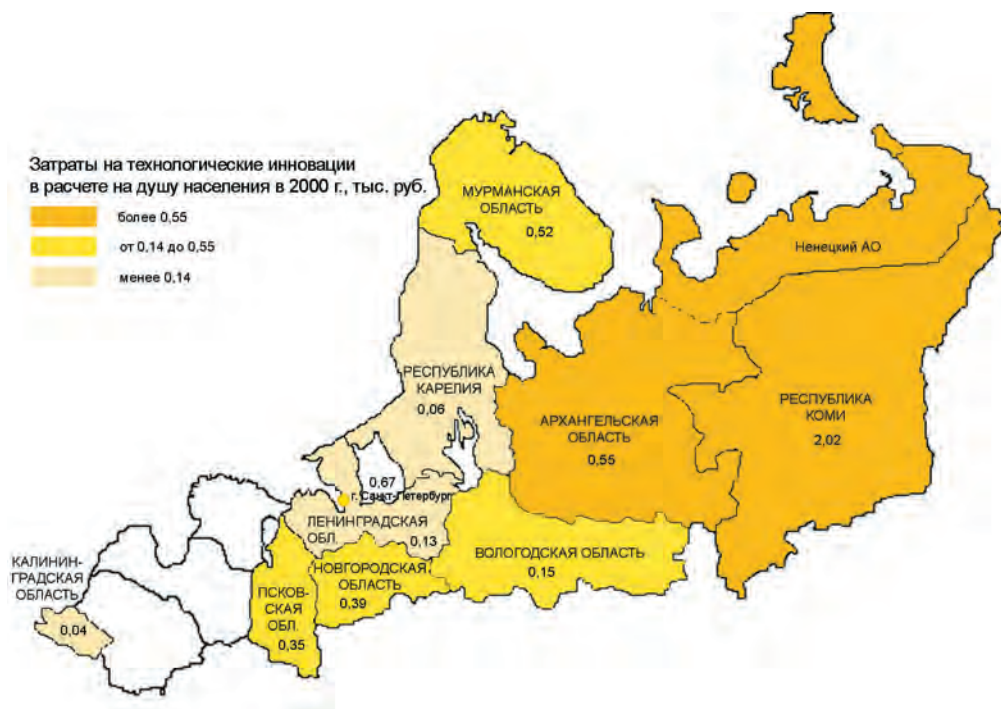 Затраты на технологические инновации
в расчете на душу населения в 2000 г., тыс. руб.
более 0,55
от 0,14 до 0,55
менее 0,14
МУРМАНСКАЯ
ОБЛАСТЬ
0,52
Ненецкий АО
РЕСПУБЛИКА
КАРЕЛИЯ
0,06
РЕСПУБЛИКА
КОМИ
2,02
АРХАНГЕЛЬСКАЯ
ОБЛАСТЬ
0,55
0,67
г. Санкт-Петербург
ЛЕНИНГРАДСКАЯ
ОБЛ.
0,13
ВОЛОГОДСКАЯ ОБЛАСТЬ
0,15
НОВГОРОДСКАЯ
ОБЛАСТЬ
0,39
КАЛИНИН-
ГРАДСКАЯ
ОБЛАСТЬ
0,04
ПСКОВ-
СКАЯ
ОБЛ.
0,35